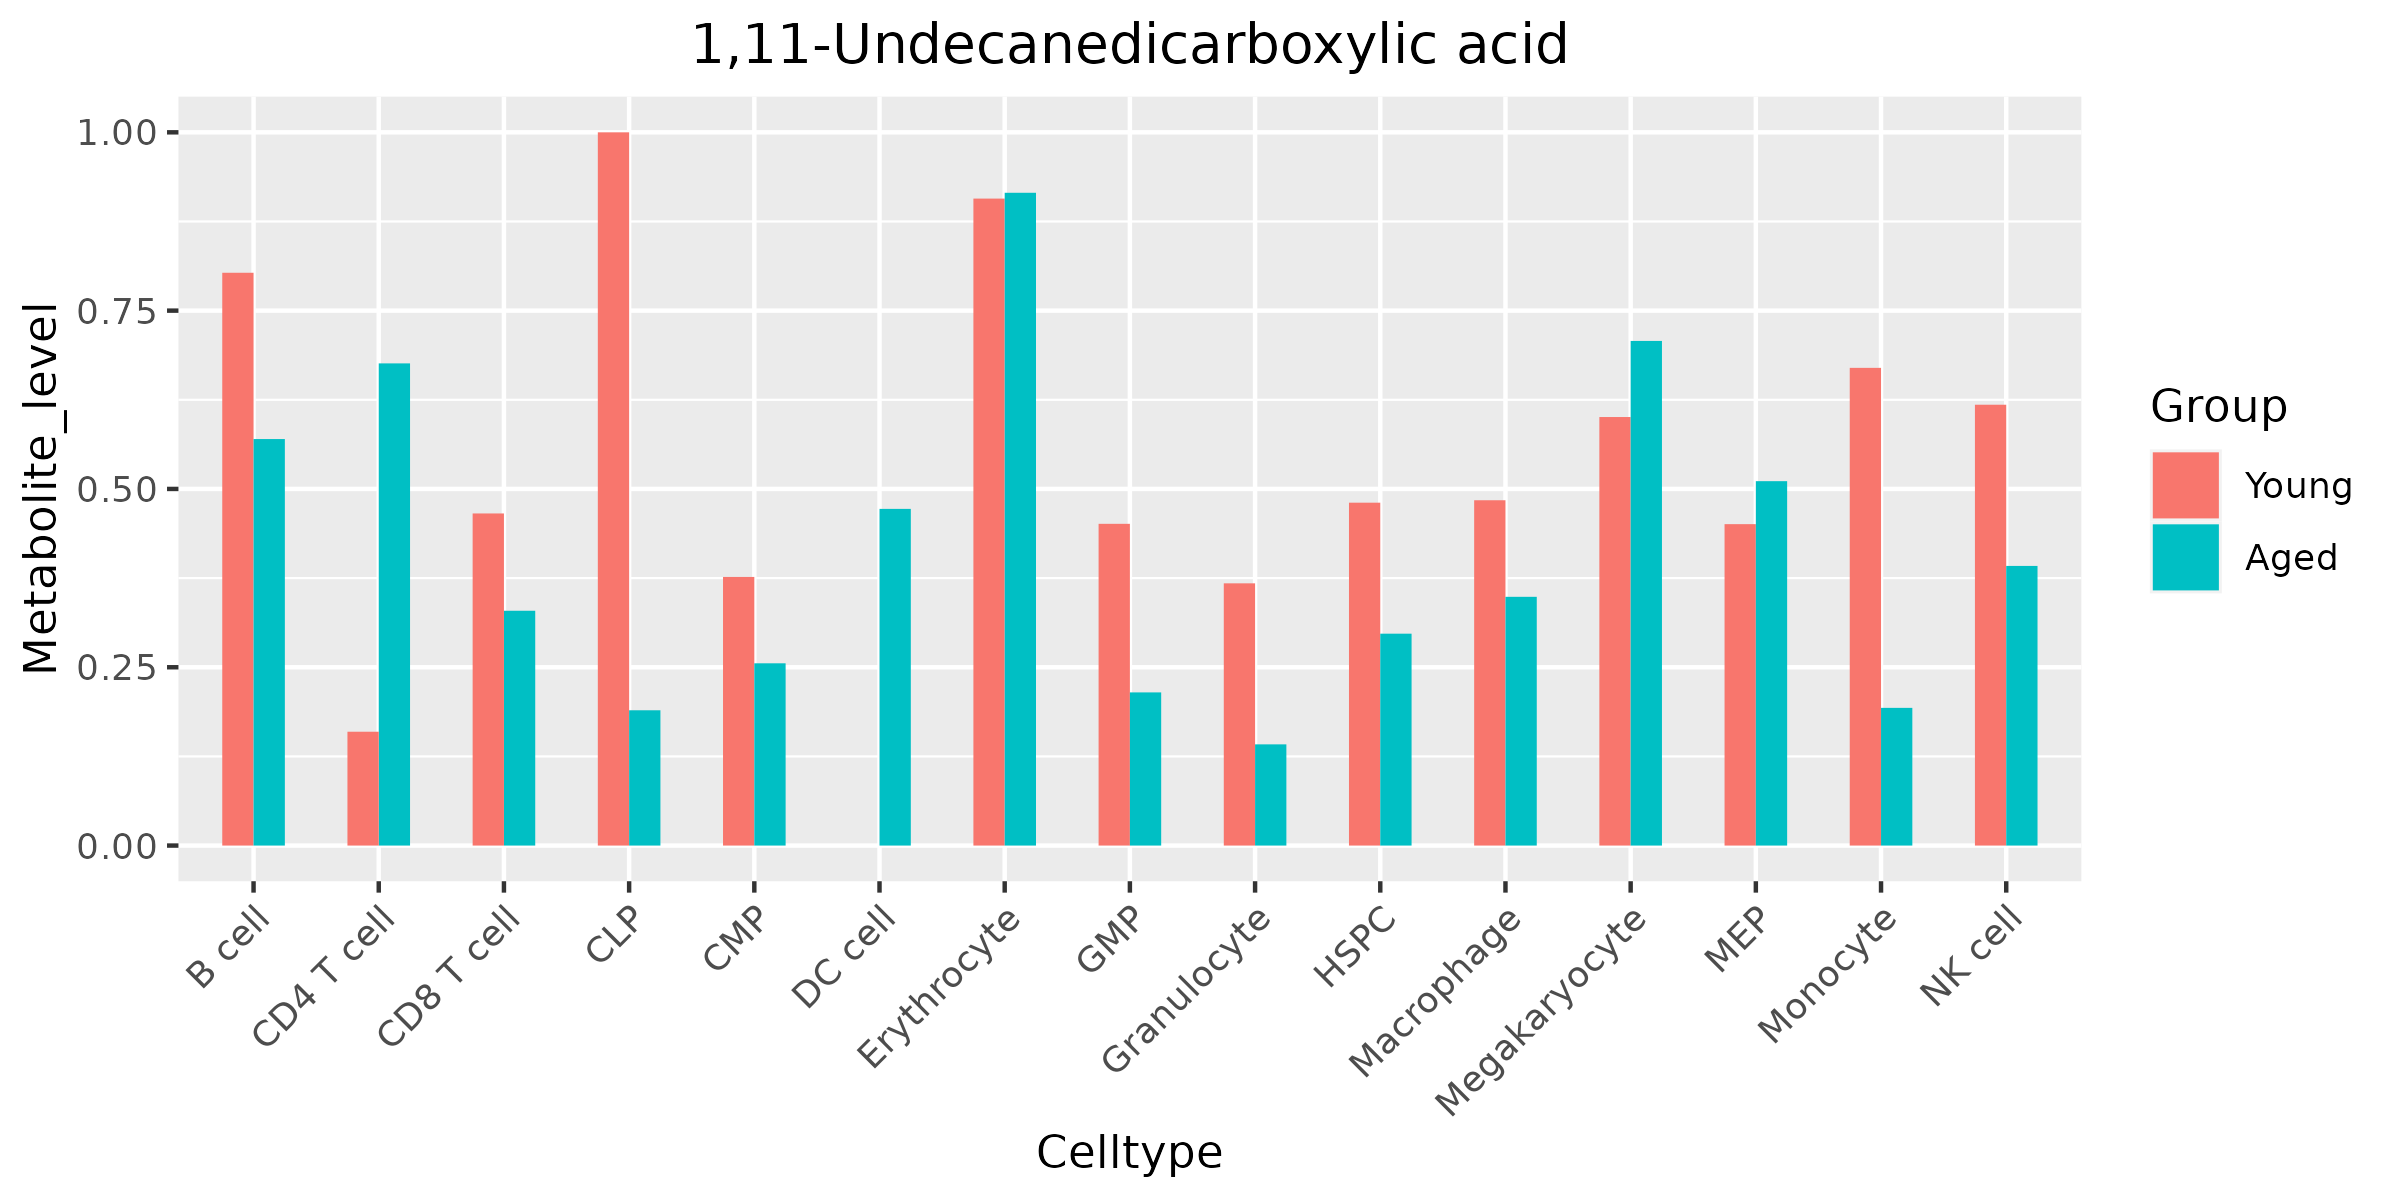 1,11-Undecanedicarboxylic acid
Metabolite_level
1.00
0.75
0.50
0.25
0.00
B cell
CD4 T cell
CD8 T cell
CLP
CMP
DC cell
Erythrocyte
GMP
Granulocyte
HSPC
Macrophage
Megakaryocyte
MEP
Monocyte
NK cell
Celltype
Group
Young
Aged